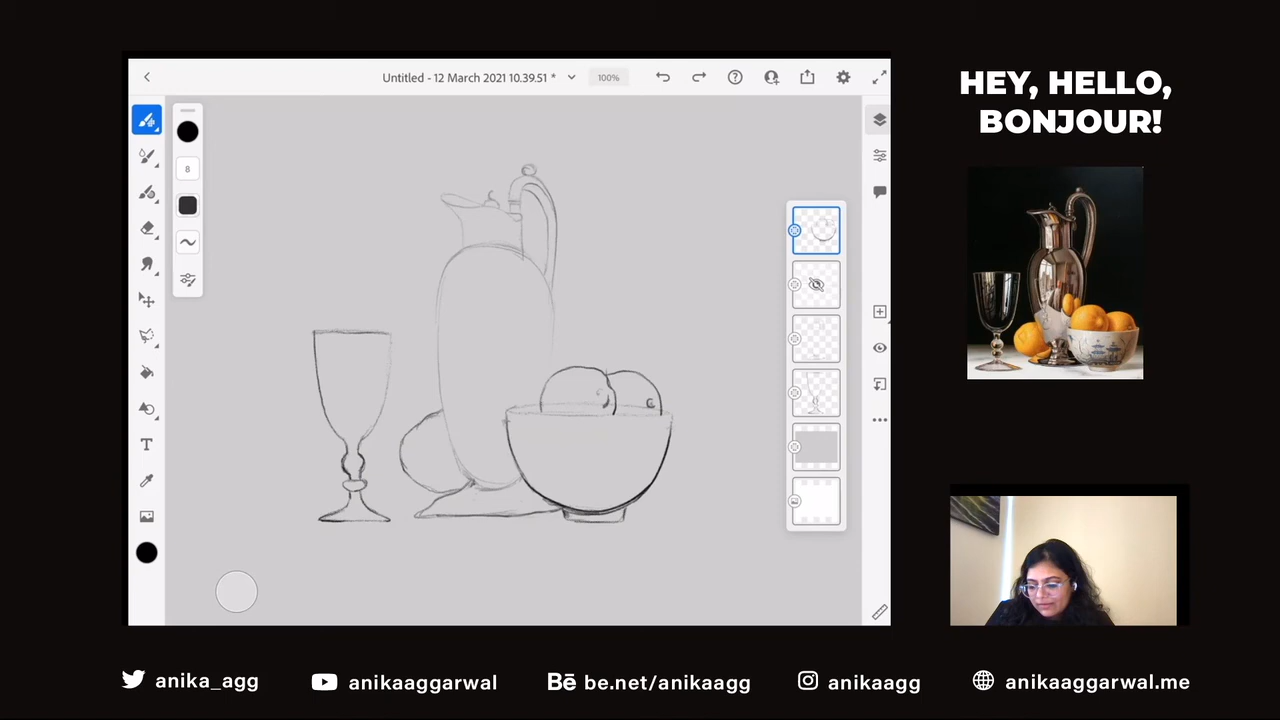 Untitled - 12 March 2021 10.39.51 *
100%
HEY, HELLO,
BONJOUR!
8
T
anika_agg
anikaaggarwal
Bē be.net/anikaagg
anikaagg
anikaaggarwal.me